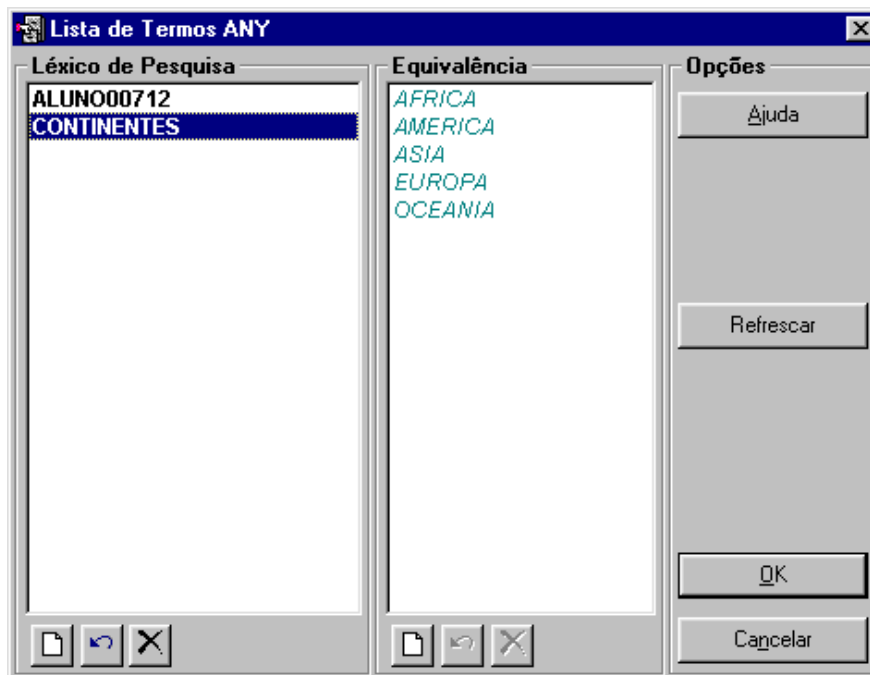 Lista de Termos ANY
Léxico de Pesquisa
ALUNO00712
CONTINENTES
Equivalência
AFRICA
AMERICA
ASIA
EUROPA
OCEANIA
Opções
Ajuda
Refrescar
OK
Cancelar